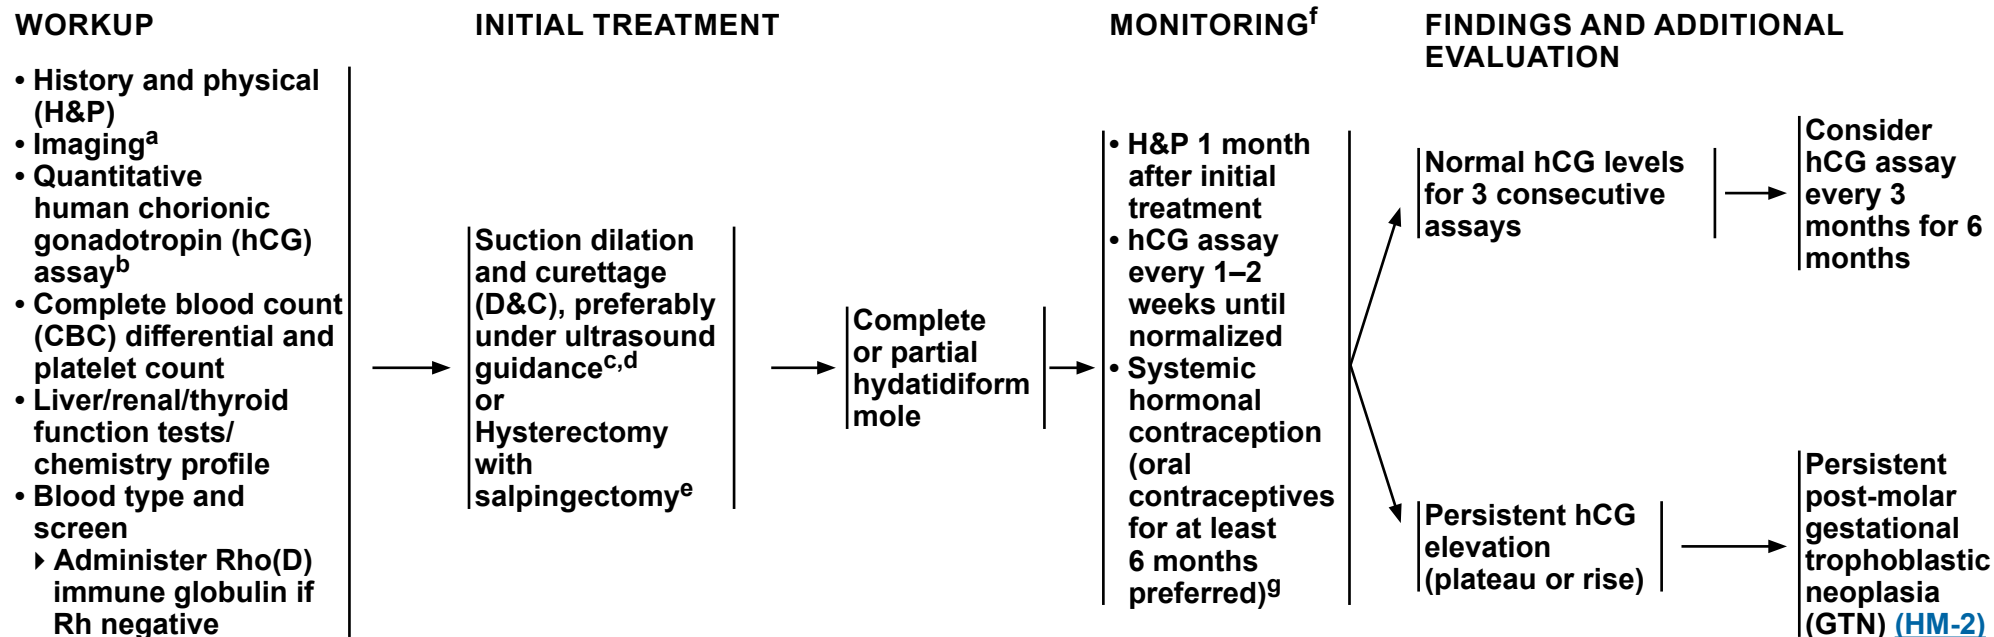 WORKUP
• History and physical
(H&P)
• Imaginga
• Quantitative
human chorionic
gonadotropin (hCG)
assayb
• Complete blood count
(CBC) differential and
platelet count
• Liver/renal/thyroid
function tests/
chemistry profile
• Blood type and
screen
▸ Administer Rho(D)
immune globulin if
Rh negative
INITIAL TREATMENT
Suction dilation
and curettage
(D&C), preferably
under ultrasound
guidancec,d
or
Hysterectomy
with
salpingectomye
Complete
or partial
hydatidiform
mole
MONITORINGf
• H&P 1 month
after initial
treatment
• hCG assay
every 1–2
weeks until
normalized
• Systemic
hormonal
contraception
(oral
contraceptives
for at least
6 months
preferred)g
FINDINGS AND ADDITIONAL
EVALUATION
Normal hCG levels
for 3 consecutive
assays
Consider
hCG assay
every 3
months for 6
months
Persistent hCG
elevation
(plateau or rise)
Persistent
post-molar
gestational
trophoblastic
neoplasia
(GTN) (HM-2)